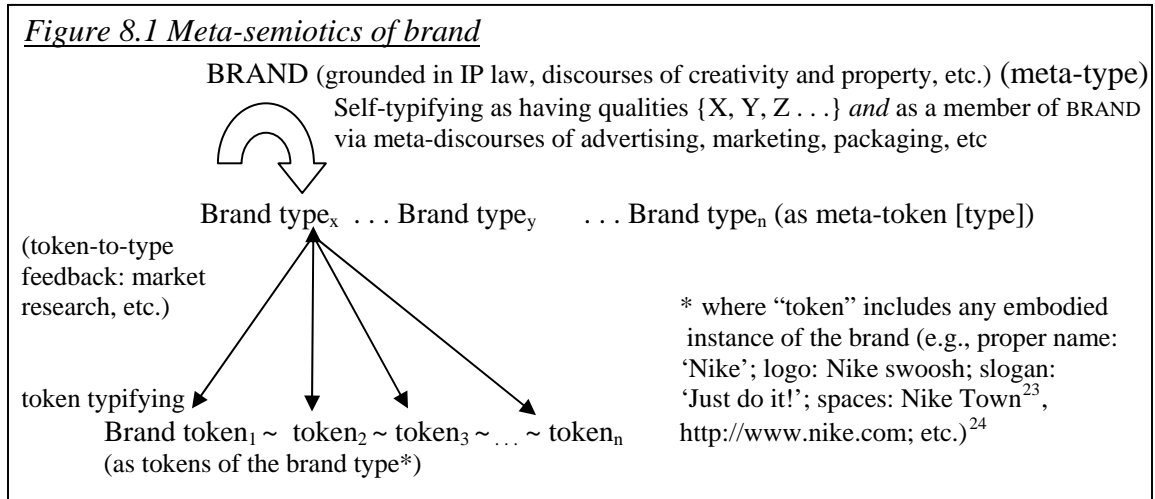 Figure 8.1 Meta-semiotics of brand
BRAND (grounded in IP law, discourses of creativity and property, etc.) (meta-type)
Self-typifying as having qualities {X, Y, Z . . .} and as a member of BRAND
via meta-discourses of advertising, marketing, packaging, etc
Brand typex . . . Brand typey . . . Brand typen (as meta-token [type])
(token-to-type
feedback: market
research, etc.)
* where “token” includes any embodied
instance of the brand (e.g., proper name:
‘Nike’; logo: Nike swoosh; slogan:
‘Just do it!’; spaces: Nike Town23,
http://www.nike.com; etc.)24
token typifying
Brand token1 ~ token2 ~ token3 ~ . . . ~ tokenn
(as tokens of the brand type*)